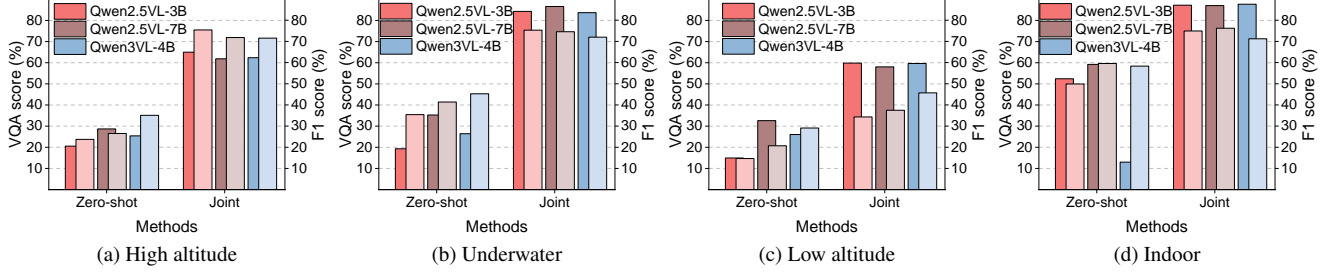 Qwen2.5VL-3B
Qwen2.5VL-7B
Qwen3VL-4B
VQA score (%)
80
70
60
50
40
30
20
10
F1 score (%)
80
70
60
50
40
30
20
10
Zero-shot Joint
Methods
(a) High altitude
Qwen2.5VL-3B
Qwen2.5VL-7B
Qwen3VL-4B
VQA score (%)
80
70
60
50
40
30
20
10
F1 score (%)
80
70
60
50
40
30
20
10
Zero-shot Joint
Methods
(b) Underwater
Qwen2.5VL-3B
Qwen2.5VL-7B
Qwen3VL-4B
VQA score (%)
80
70
60
50
40
30
20
10
F1 score (%)
80
70
60
50
40
30
20
10
Zero-shot Joint
Methods
(c) Low altitude
Qwen2.5VL-3B
Qwen2.5VL-7B
Qwen3VL-4B
VQA score (%)
80
70
60
50
40
30
20
10
F1 score (%)
80
70
60
50
40
30
20
10
Zero-shot Joint
Methods
(d) Indoor